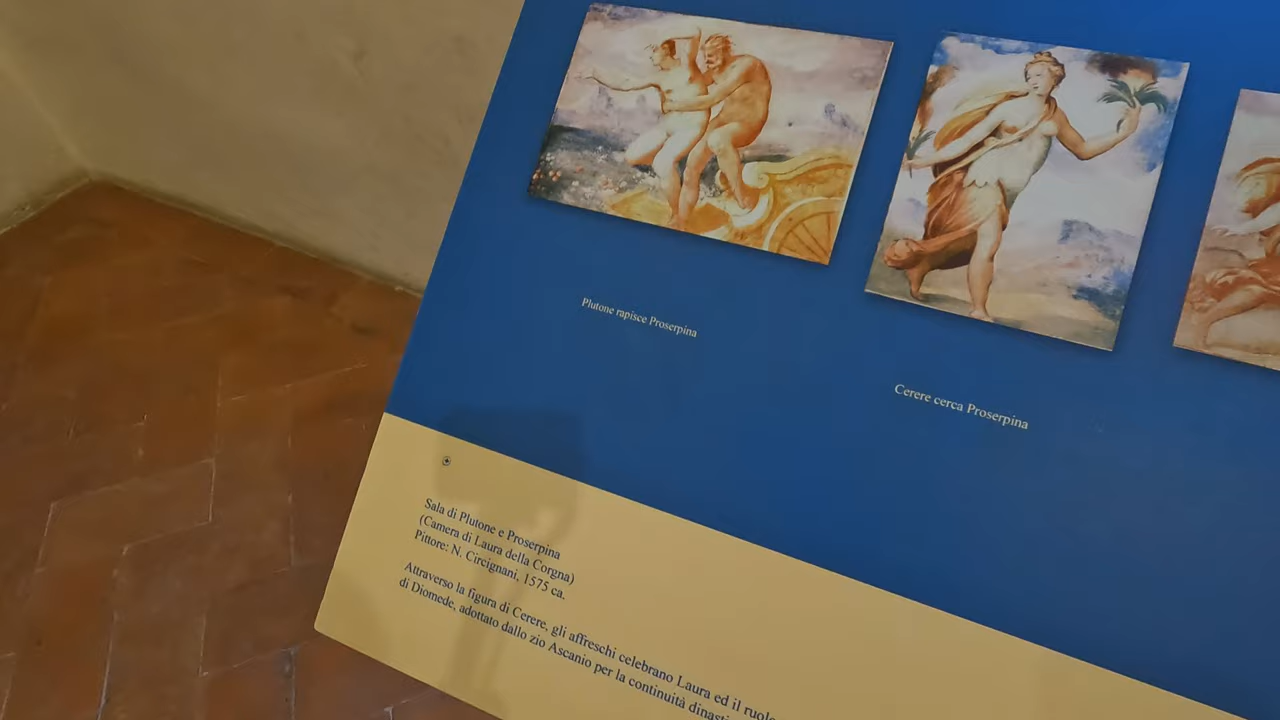 Plutone rapisce Proserpina
Cerere cerca Proserpina
Sala di Plutone e Proserpina
(Camera di Laura della Corgna)
Pittore: N. Circignani, 1575 ca.
Attraverso la figura di Cerere, gli affreschi celebrano Laura ed il ruolo
di Diomede, adottato dallo zio Ascanio per la continuità